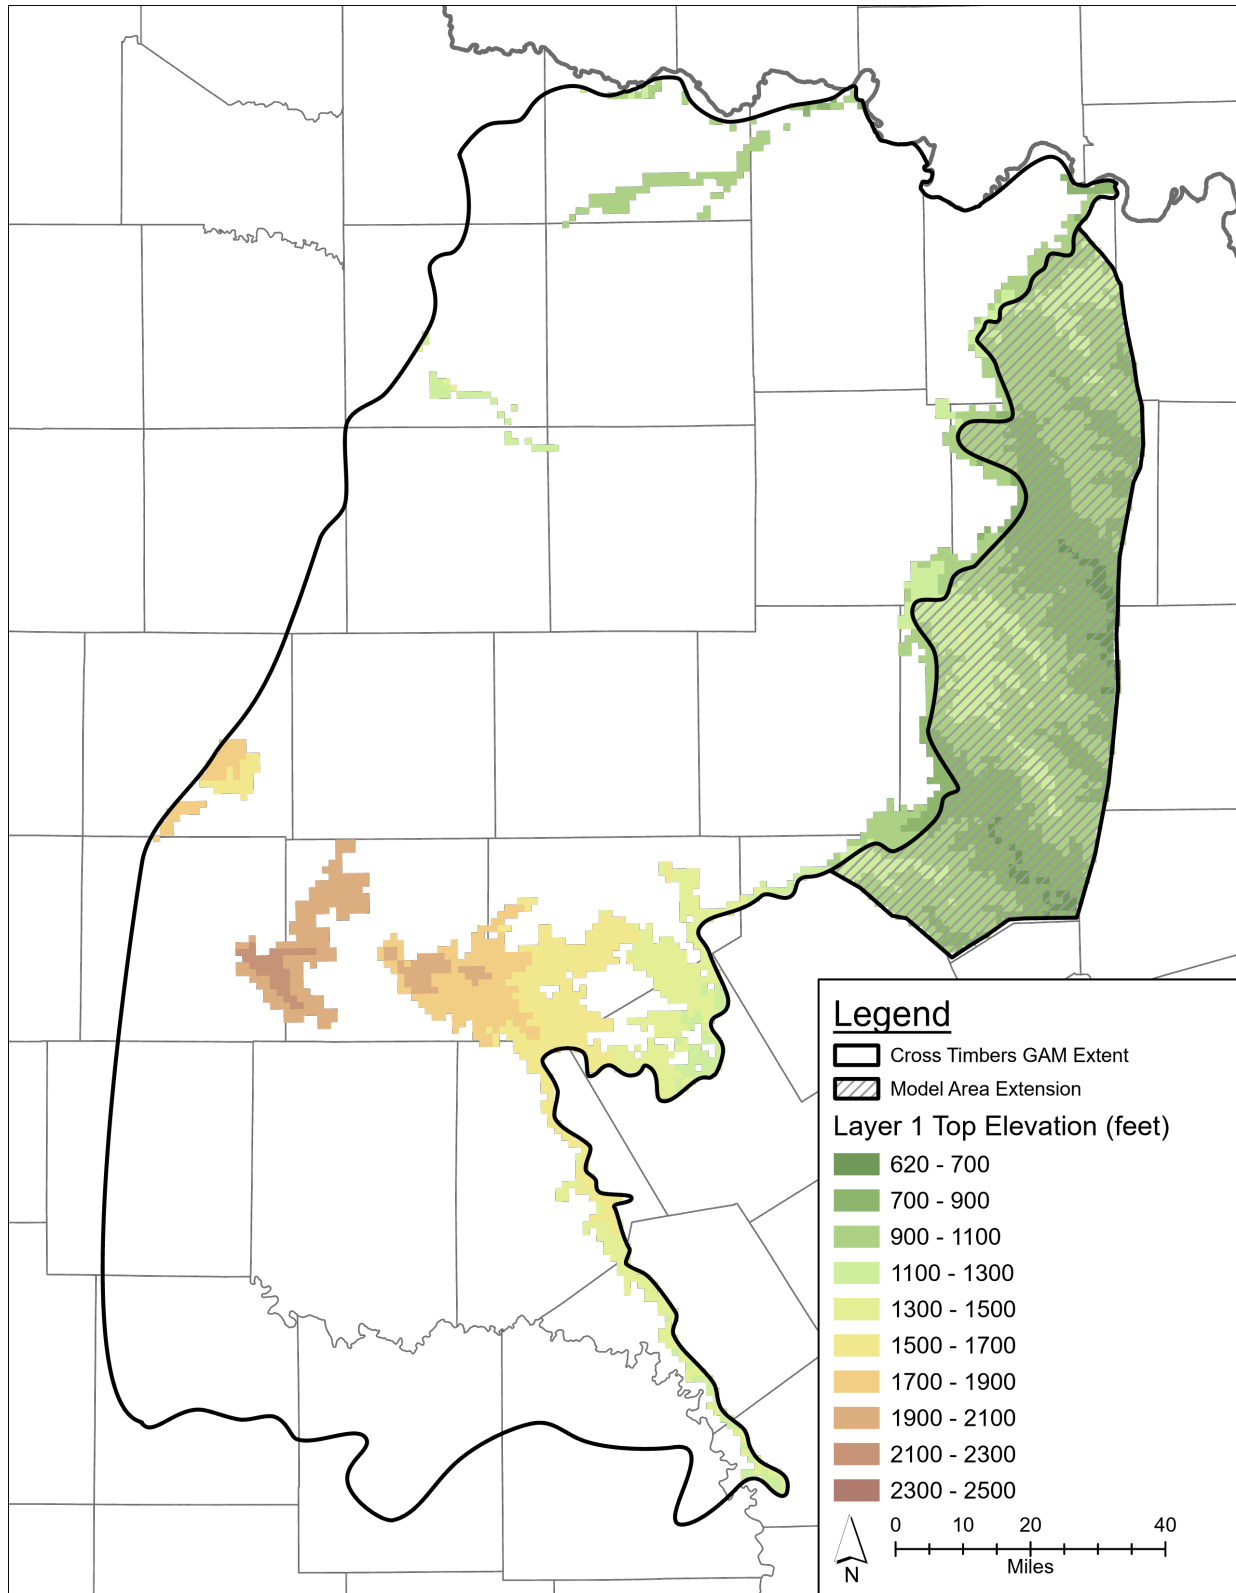 Legend
Cross Timbers GAM Extent
Model Area Extension
Layer 1 Top Elevation (feet)
620 - 700
700 - 900
900 - 1100
1100 - 1300
1300 - 1500
1500 - 1700
1700 - 1900
1900 - 2100
2100 - 2300
2300 - 2500
N
0 10 20 40
Miles